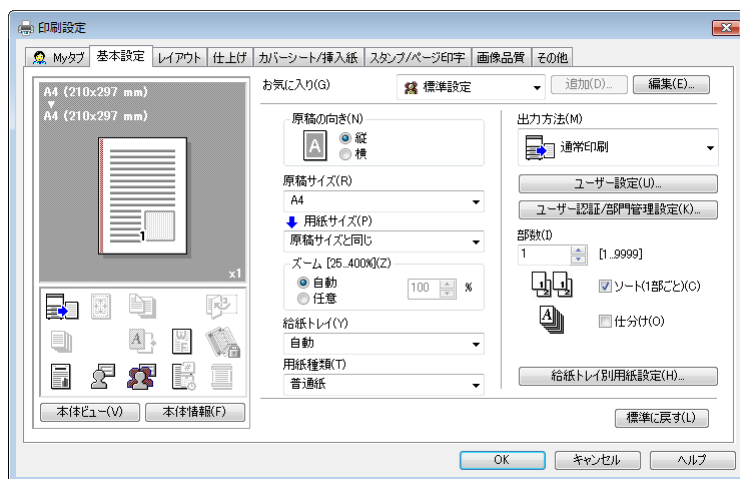 印刷設定
Myタブ 基本設定 レイアウト 仕上げ カバーシート/挿入紙 スタンプ/ページ印字 画像品質 その他
A4 (210x297 mm)
A4 (210x297 mm)
1
x1
本体ビュー(V) 本体情報(F)
お気に入り(G) 標準設定 追加(D)... 編集(E)...
原稿の向き(N)
A
縦
横
原稿サイズ(R)
A4
用紙サイズ(P)
原稿サイズと同じ
ズーム [25..400%](Z)
自動
任意
100 %
給紙トレイ(Y)
自動
用紙種類(T)
普通紙
出力方法(M)
通常印刷
ユーザー設定(U)...
ユーザー認証/部門管理設定(K)...
部数(I)
1 [1..9999]
ソート(1部ごと)(C)
仕分け(O)
給紙トレイ別用紙設定(H)...
標準に戻す(L)
OK キャンセル ヘルプ